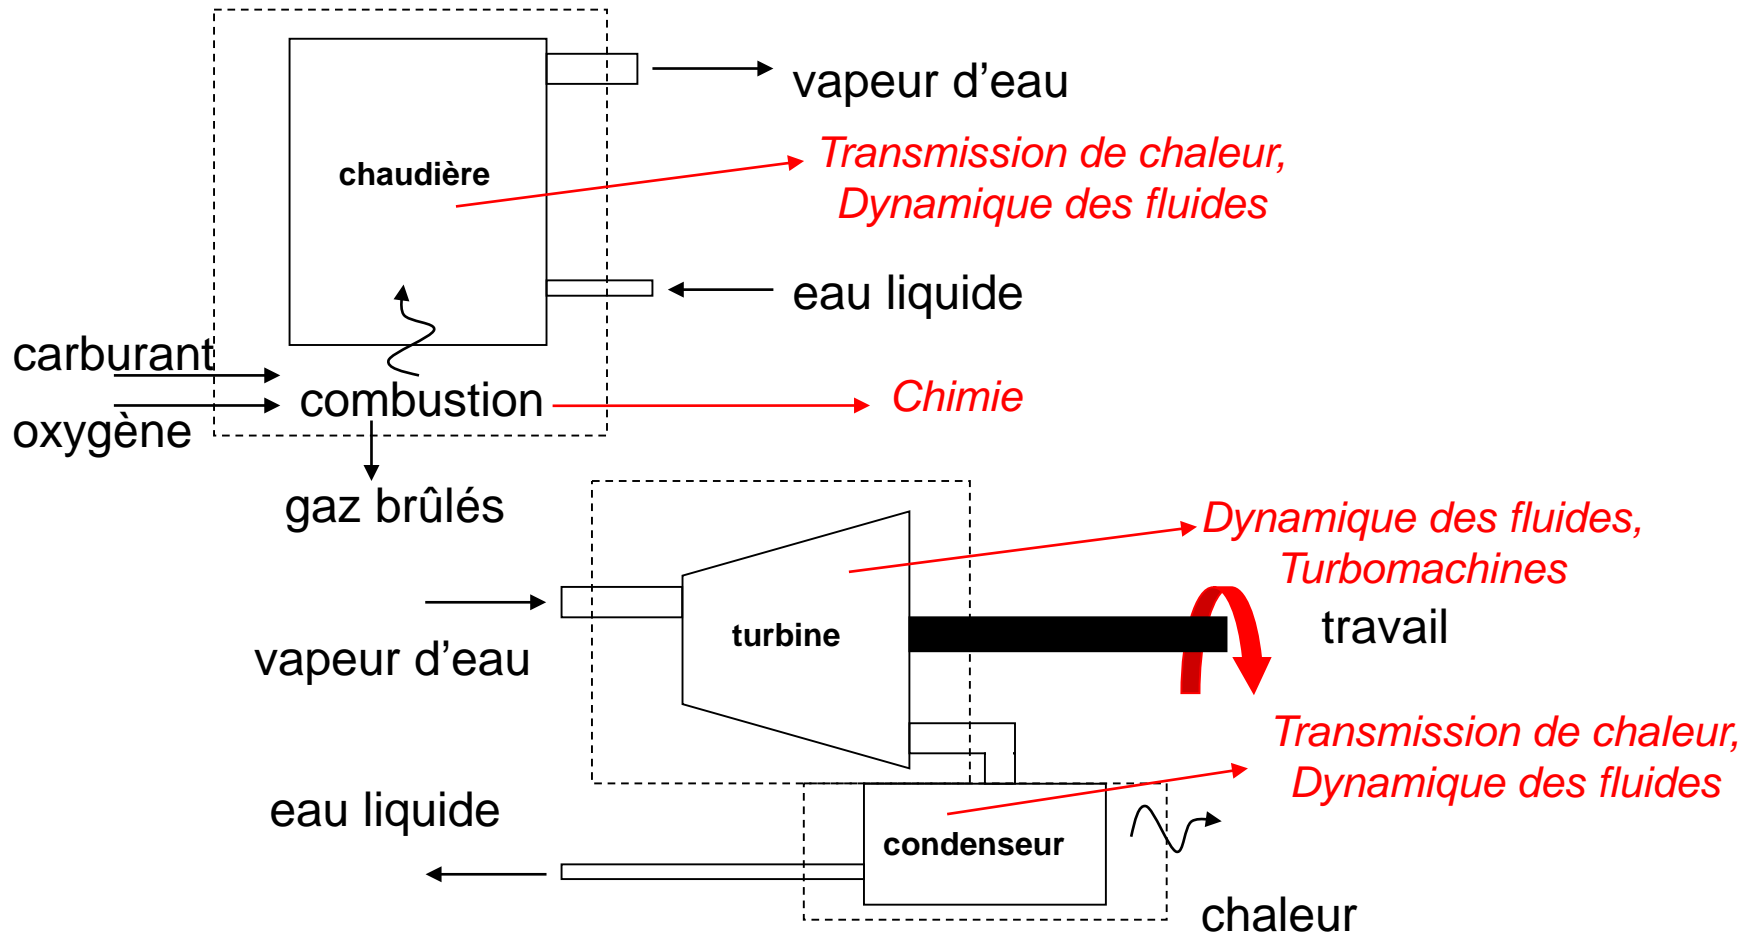 vapeur d’eau
Transmission de chaleur,
Dynamique des fluides
chaudière
eau liquide
carburant
combustion
Chimie
oxygène
gaz brûlés
Dynamique des fluides,
Turbomachines
travail
turbine
vapeur d’eau
Transmission de chaleur,
Dynamique des fluides
eau liquide
condenseur
chaleur